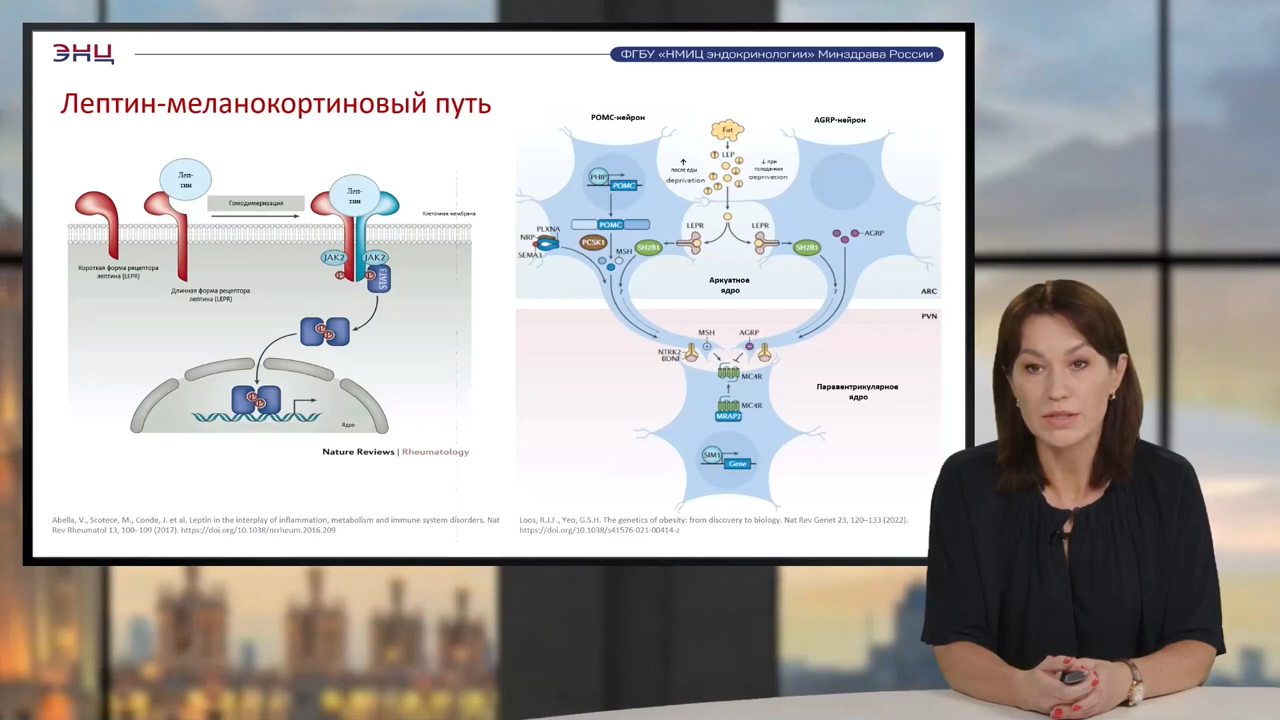 ЭНЦ
ФГБУ «НМИЦ эндокринологии» Минздрава России
Лептин-меланокортиновый путь
Леп-
тин
Гомодимеризация
Леп-
тин
Клеточная мембрана
JAK2
JAK2
P
P
STAT3
Короткая форма рецептора
лептина (LEPR)
Длинная форма рецептора
лептина (LEPR)
P
P
P
P
Ядро
Nature Reviews | Rheumatology
POMC-нейрон
AGRP-нейрон
Fat
LEP
↑
после еды
deprivation
↓ при
голодании
deprivation
PHIP
POMC
POMC
PLXNA
NRP
SEMA3
PCSK1
MSH
SH2B1
LEPR
LEPR
SH2B1
AGRP
?
?
Аркуатное
ядро
ARC
PVN
MSH
AGRP
NTRK2
BDNF
MC4R
MC4R
MRAP2
Паравентрикулярное
ядро
SIM1
Gene
Abella, V., Scotece, M., Conde, J. et al. Leptin in the interplay of inflammation, metabolism and immune system disorders. Nat
Rev Rheumatol 13, 100–109 (2017). https://doi.org/10.1038/nrrheum.2016.209
Loos, R.J.F., Yeo, G.S.H. The genetics of obesity: from discovery to biology. Nat Rev Genet 23, 120–133 (2022).
https://doi.org/10.1038/s41576-021-00414-z